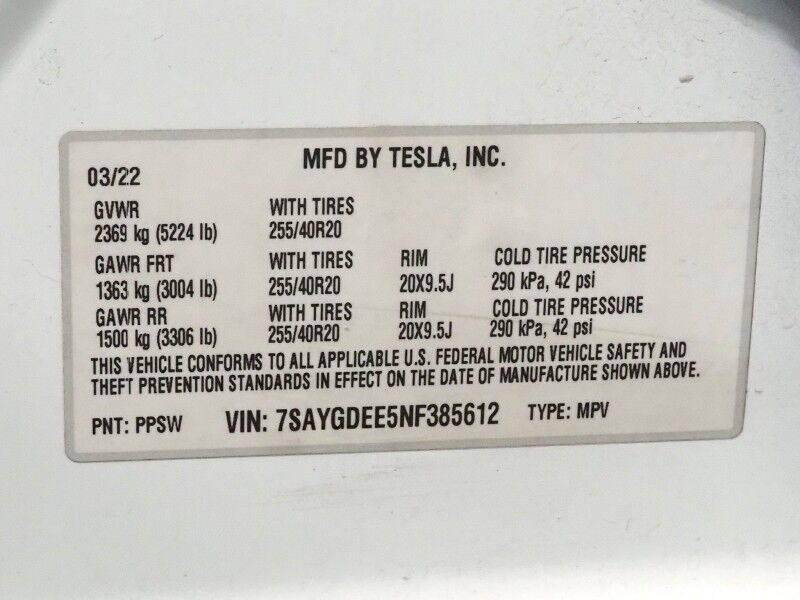 MFD BY TESLA, INC.
03/22
GVWR WITH TIRES
2369 kg (5224 lb) 255/40R20
GAWR FRT WITH TIRES RIM COLD TIRE PRESSURE
1363 kg (3004 lb) 255/40R20 20X9.5J 290 kPa, 42 psi
GAWR RR WITH TIRES RIM COLD TIRE PRESSURE
1500 kg (3306 lb) 255/40R20 20X9.5J 290 kPa, 42 psi
THIS VEHICLE CONFORMS TO ALL APPLICABLE U.S. FEDERAL MOTOR VEHICLE SAFETY AND
THEFT PREVENTION STANDARDS IN EFFECT ON THE DATE OF MANUFACTURE SHOWN ABOVE.
PNT: PPSW VIN: 7SAYGDEE5NF385612 TYPE: MPV